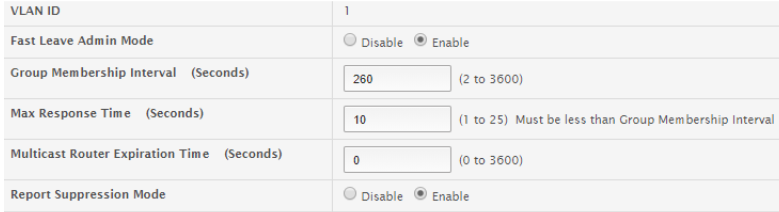 VLAN ID 1
Fast Leave Admin Mode Disable Enable
Group Membership Interval (Seconds) 260 (2 to 3600)
Max Response Time (Seconds) 10 (1 to 25) Must be less than Group Membership Interval
Multicast Router Expiration Time (Seconds) 0 (0 to 3600)
Report Suppression Mode Disable Enable